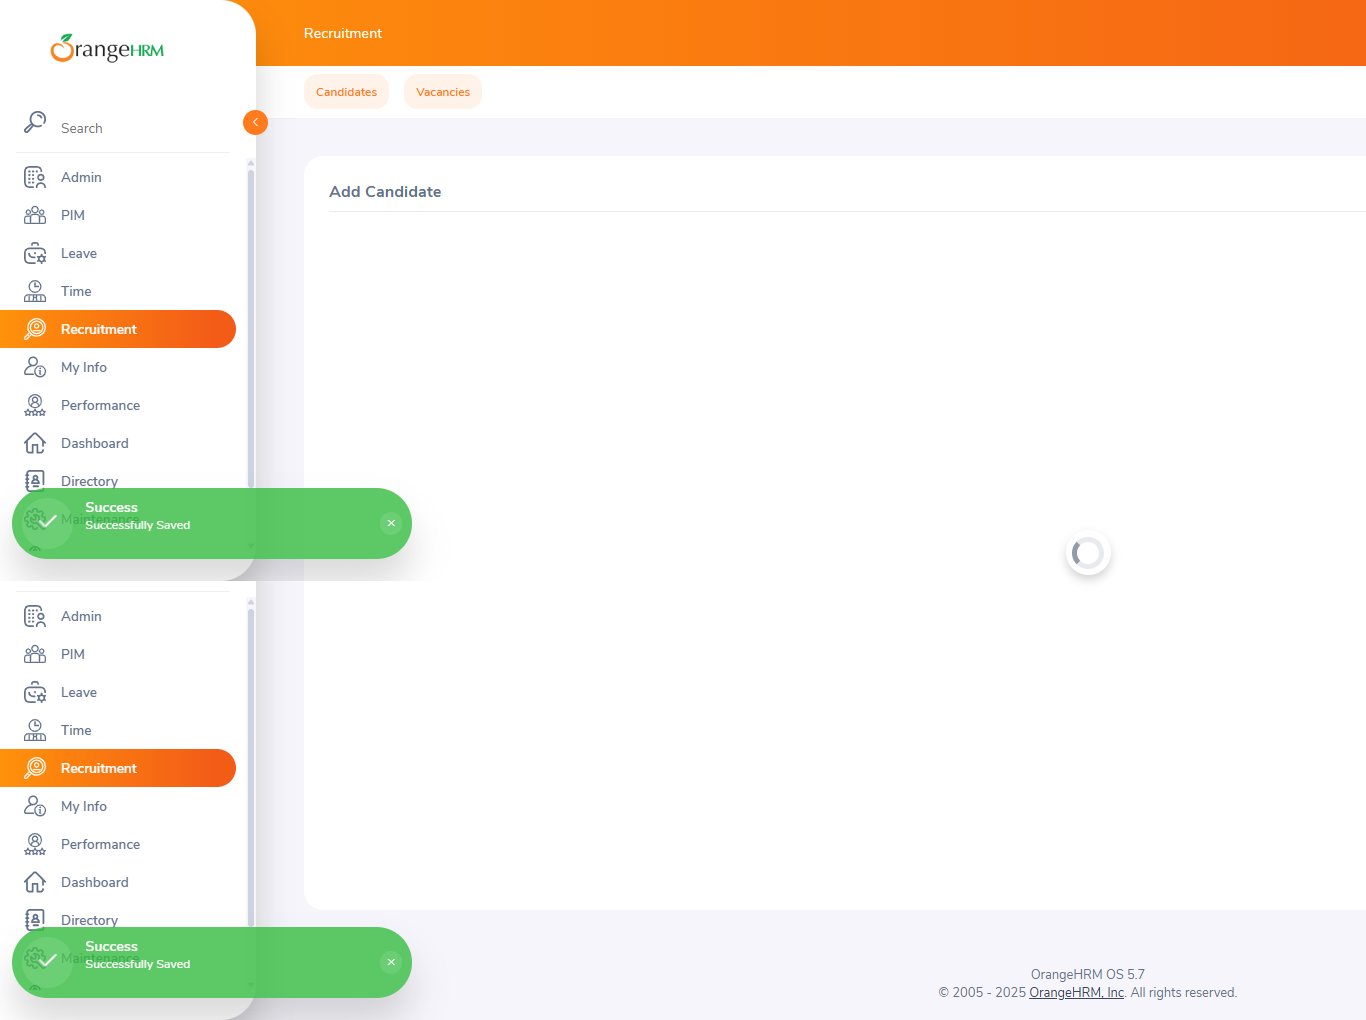 OrangeHRM
Recruitment
Candidates
Vacancies
Search
Admin
PIM
Leave
Time
Recruitment
My Info
Performance
Dashboard
Directory
Maintenance
Success
Successfully Saved
Add Candidate
Admin
PIM
Leave
Time
Recruitment
My Info
Performance
Dashboard
Directory
Maintenance
Success
Successfully Saved
OrangeHRM OS 5.7
© 2005 - 2025 OrangeHRM, Inc. All rights reserved.